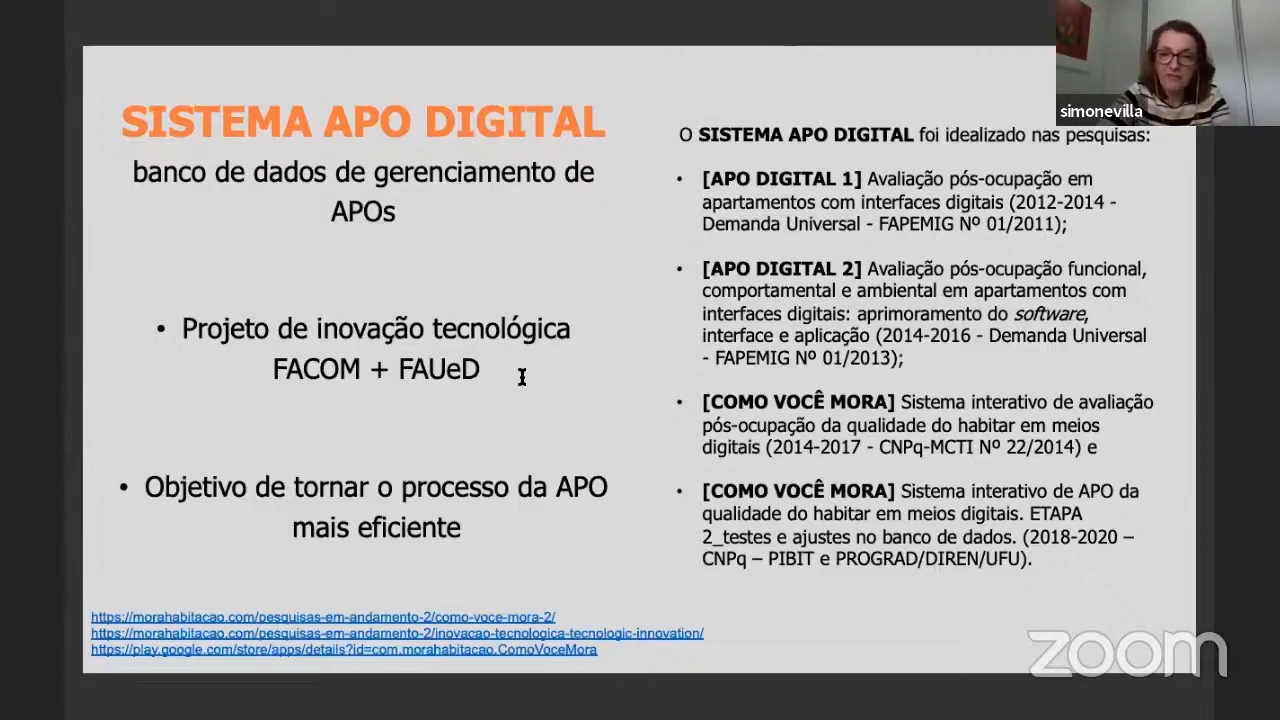 SISTEMA APO DIGITAL
banco de dados de gerenciamento de
APOs
• Projeto de inovação tecnológica
FACOM + FAUeD
• Objetivo de tornar o processo da APO
mais eficiente
https://morahabitacao.com/pesquisas-em-andamento-2/como-voce-mora-2/
https://morahabitacao.com/pesquisas-em-andamento-2/inovacao-tecnologica-tecnologic-innovation/
https://play.google.com/store/apps/details?id=com.morahabitacao.ComoVoceMora
simonevilla
O SISTEMA APO DIGITAL foi idealizado nas pesquisas:
• [APO DIGITAL 1] Avaliação pós-ocupação em
apartamentos com interfaces digitais (2012-2014 -
Demanda Universal - FAPEMIG Nº 01/2011);
• [APO DIGITAL 2] Avaliação pós-ocupação funcional,
comportamental e ambiental em apartamentos com
interfaces digitais: aprimoramento do software,
interface e aplicação (2014-2016 - Demanda Universal
- FAPEMIG Nº 01/2013);
• [COMO VOCÊ MORA] Sistema interativo de avaliação
pós-ocupação da qualidade do habitar em meios
digitais (2014-2017 - CNPq-MCTI Nº 22/2014) e
• [COMO VOCÊ MORA] Sistema interativo de APO da
qualidade do habitar em meios digitais. ETAPA
2_testes e ajustes no banco de dados. (2018-2020 –
CNPq – PIBIT e PROGRAD/DIREN/UFU).
zoom